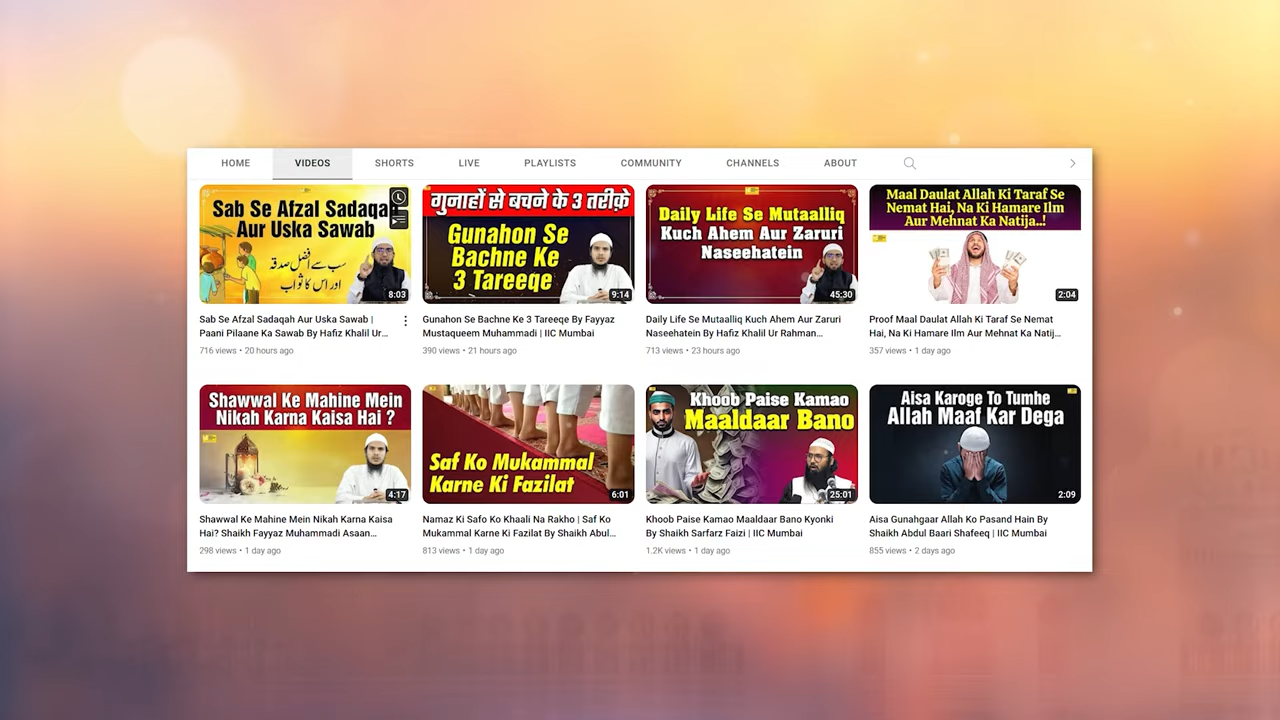 HOME VIDEOS SHORTS LIVE PLAYLISTS COMMUNITY CHANNELS ABOUT
Sab Se Afzal Sadaqa
Aur Uska Sawab
سب سے افضل صدقہ
اور اس کا ثواب
8:03
Sab Se Afzal Sadaqah Aur Uska Sawab |
Paani Pilaane Ka Sawab By Hafiz Khalil Ur...
716 views • 20 hours ago
गुनाहों से बचने के 3 तरीक़े
Gunahon Se
Bachne Ke
3 Tareeqe
9:14
Gunahon Se Bachne Ke 3 Tareeqe By Fayyaz
Mustaqueem Muhammadi | IIC Mumbai
390 views • 21 hours ago
Daily Life Se Mutaalliq
Kuch Ahem Aur Zaruri
Naseehatein
45:30
Daily Life Se Mutaalliq Kuch Ahem Aur Zaruri
Naseehatein By Hafiz Khalil Ur Rahman...
713 views • 23 hours ago
Maal Daulat Allah Ki Taraf Se
Nemat Hai, Na Ki Hamare Ilm
Aur Mehnat Ka Natija..!
2:04
Proof Maal Daulat Allah Ki Taraf Se Nemat
Hai, Na Ki Hamare Ilm Aur Mehnat Ka Natij...
357 views • 1 day ago
Shawwal Ke Mahine Mein
Nikah Karna Kaisa Hai ?
4:17
Shawwal Ke Mahine Mein Nikah Karna Kaisa
Hai? Shaikh Fayyaz Muhammadi Asaan...
298 views • 1 day ago
Saf Ko Mukammal
Karne Ki Fazilat
6:01
Namaz Ki Safo Ko Khaali Na Rakho | Saf Ko
Mukammal Karne Ki Fazilat By Shaikh Abul...
813 views • 1 day ago
Khoob Paise Kamao
Maaldaar Bano
25:01
Khoob Paise Kamao Maaldaar Bano Kyonki
By Shaikh Sarfarz Faizi | IIC Mumbai
1.2K views • 1 day ago
Aisa Karoge To Tumhe
Allah Maaf Kar Dega
2:09
Aisa Gunahgaar Allah Ko Pasand Hain By
Shaikh Abdul Baari Shafeeq | IIC Mumbai
855 views • 2 days ago